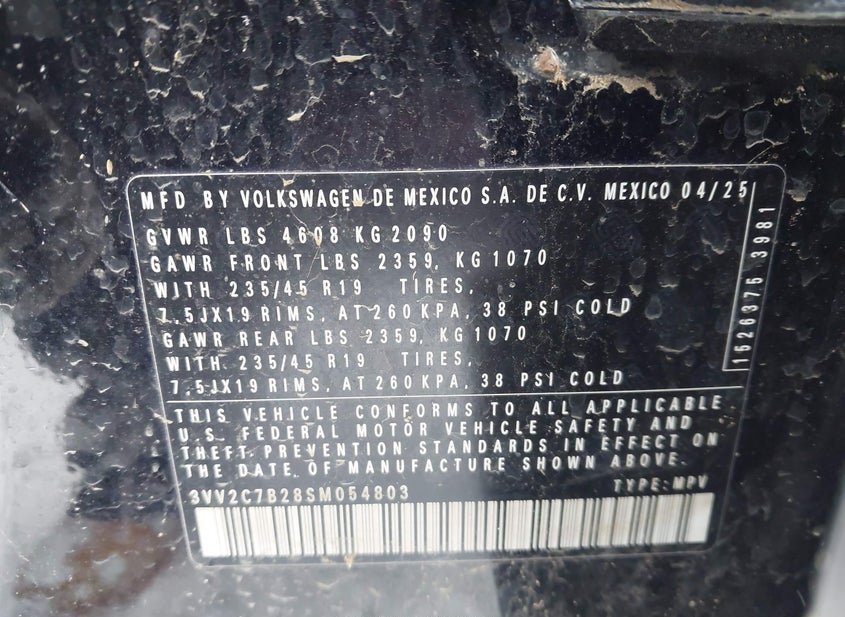 MFD BY VOLKSWAGEN DE MEXICO S.A. DE C.V. MEXICO 04/25
GVWR LBS 4608 KG 2090
GAWR FRONT LBS 2359, KG 1070
WITH 235/45 R19 TIRES,
7.5JX19 RIMS, AT 260 KPA, 38 PSI COLD
GAWR REAR LBS 2359, KG 1070
WITH 235/45 R19 TIRES,
7.5JX19 RIMS, AT 260 KPA, 38 PSI COLD
1526375 3981
THIS VEHICLE CONFORMS TO ALL APPLICABLE
U.S. FEDERAL MOTOR VEHICLE SAFETY AND
THEFT PREVENTION STANDARDS IN EFFECT ON
THE DATE OF MANUFACTURE SHOWN ABOVE.
3VV2C7B28SM054803 TYPE: MPV